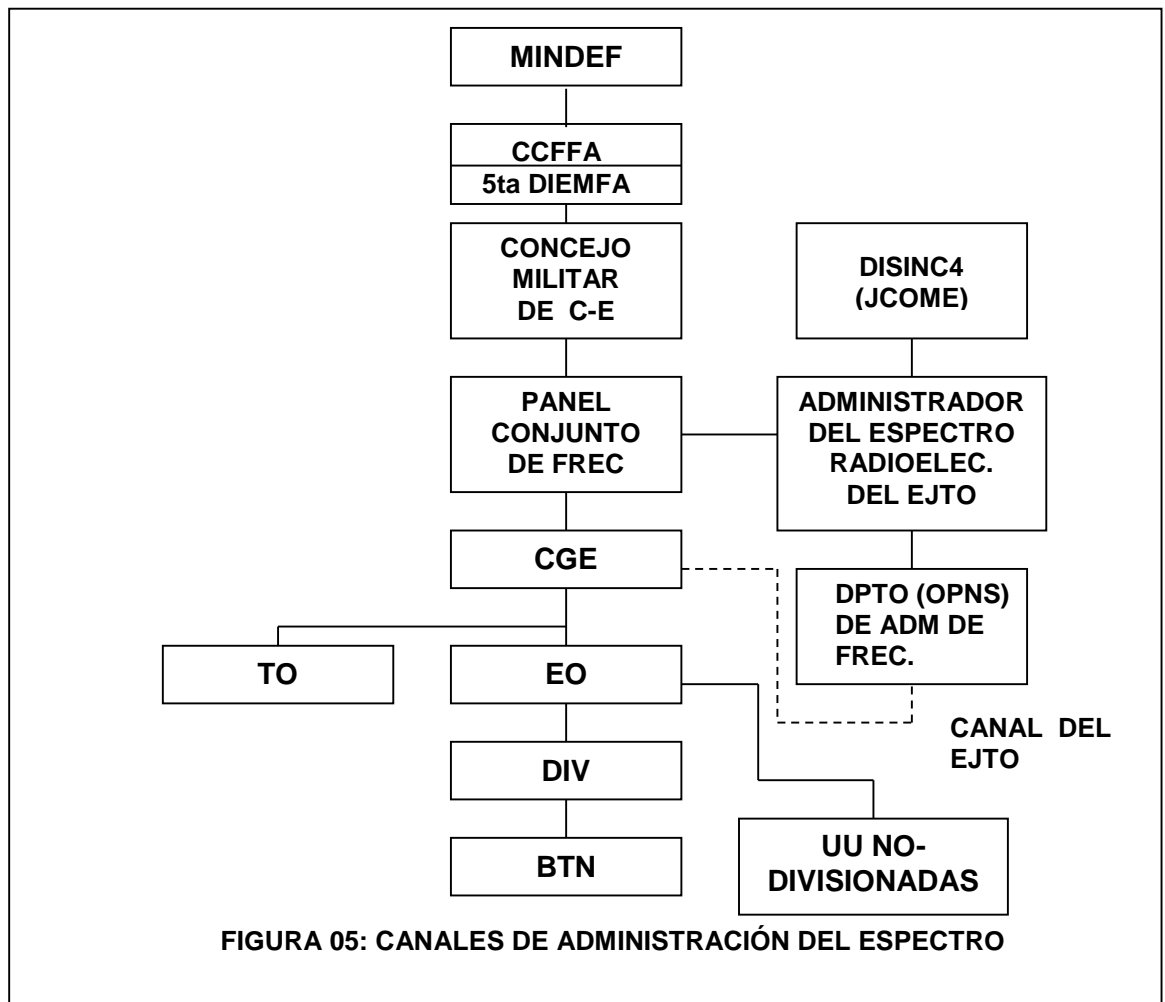 MINDEF
CCFFA
5ta DIEMFA
CONCEJO
MILITAR
DE C-E
DISINC4
(JCOME)
PANEL
CONJUNTO
DE FREC
ADMINISTRADOR
DEL ESPECTRO
RADIOELEC.
DEL EJTO
CGE
DPTO (OPNS)
DE ADM DE
FREC.
TO
EO
CANAL DEL
EJTO
DIV
BTN
UU NO-
DIVISIONADAS
FIGURA 05: CANALES DE ADMINISTRACIÓN DEL ESPECTRO